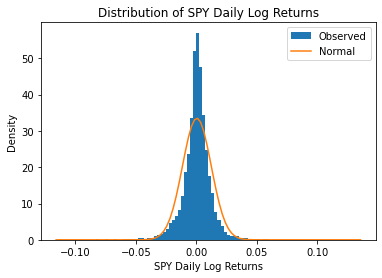 Distribution of SPY Daily Log Returns
Observed
Normal
Density
50
40
30
20
10
0
−0.10
−0.05
0.00
0.05
0.10
SPY Daily Log Returns